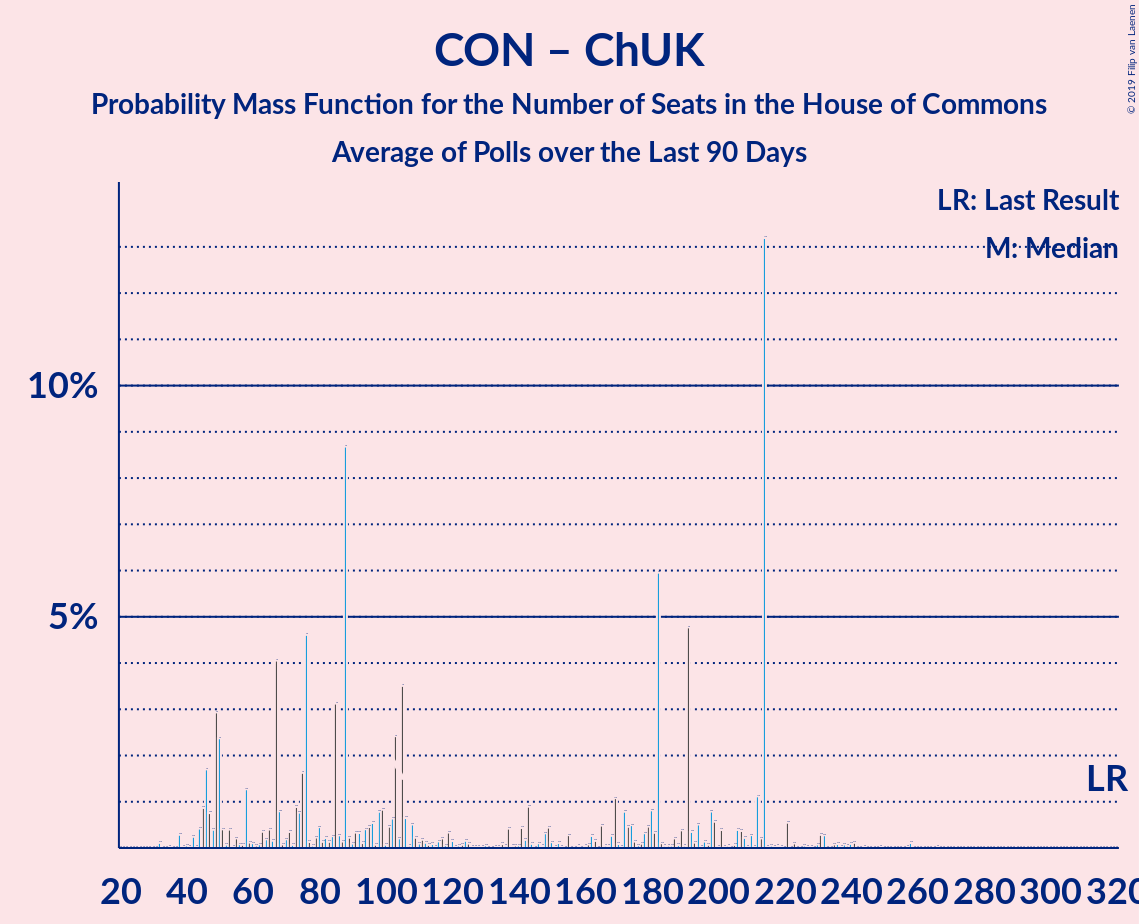 CON – ChUK
Probability Mass Function for the Number of Seats in the House of Commons
Average of Polls over the Last 90 Days
© 2019 Filip van Laenen
LR: Last Result
M: Median
10%
5%
LR
20 40 60 80 100 120 140 160 180 200 220 240 260 280 300 320